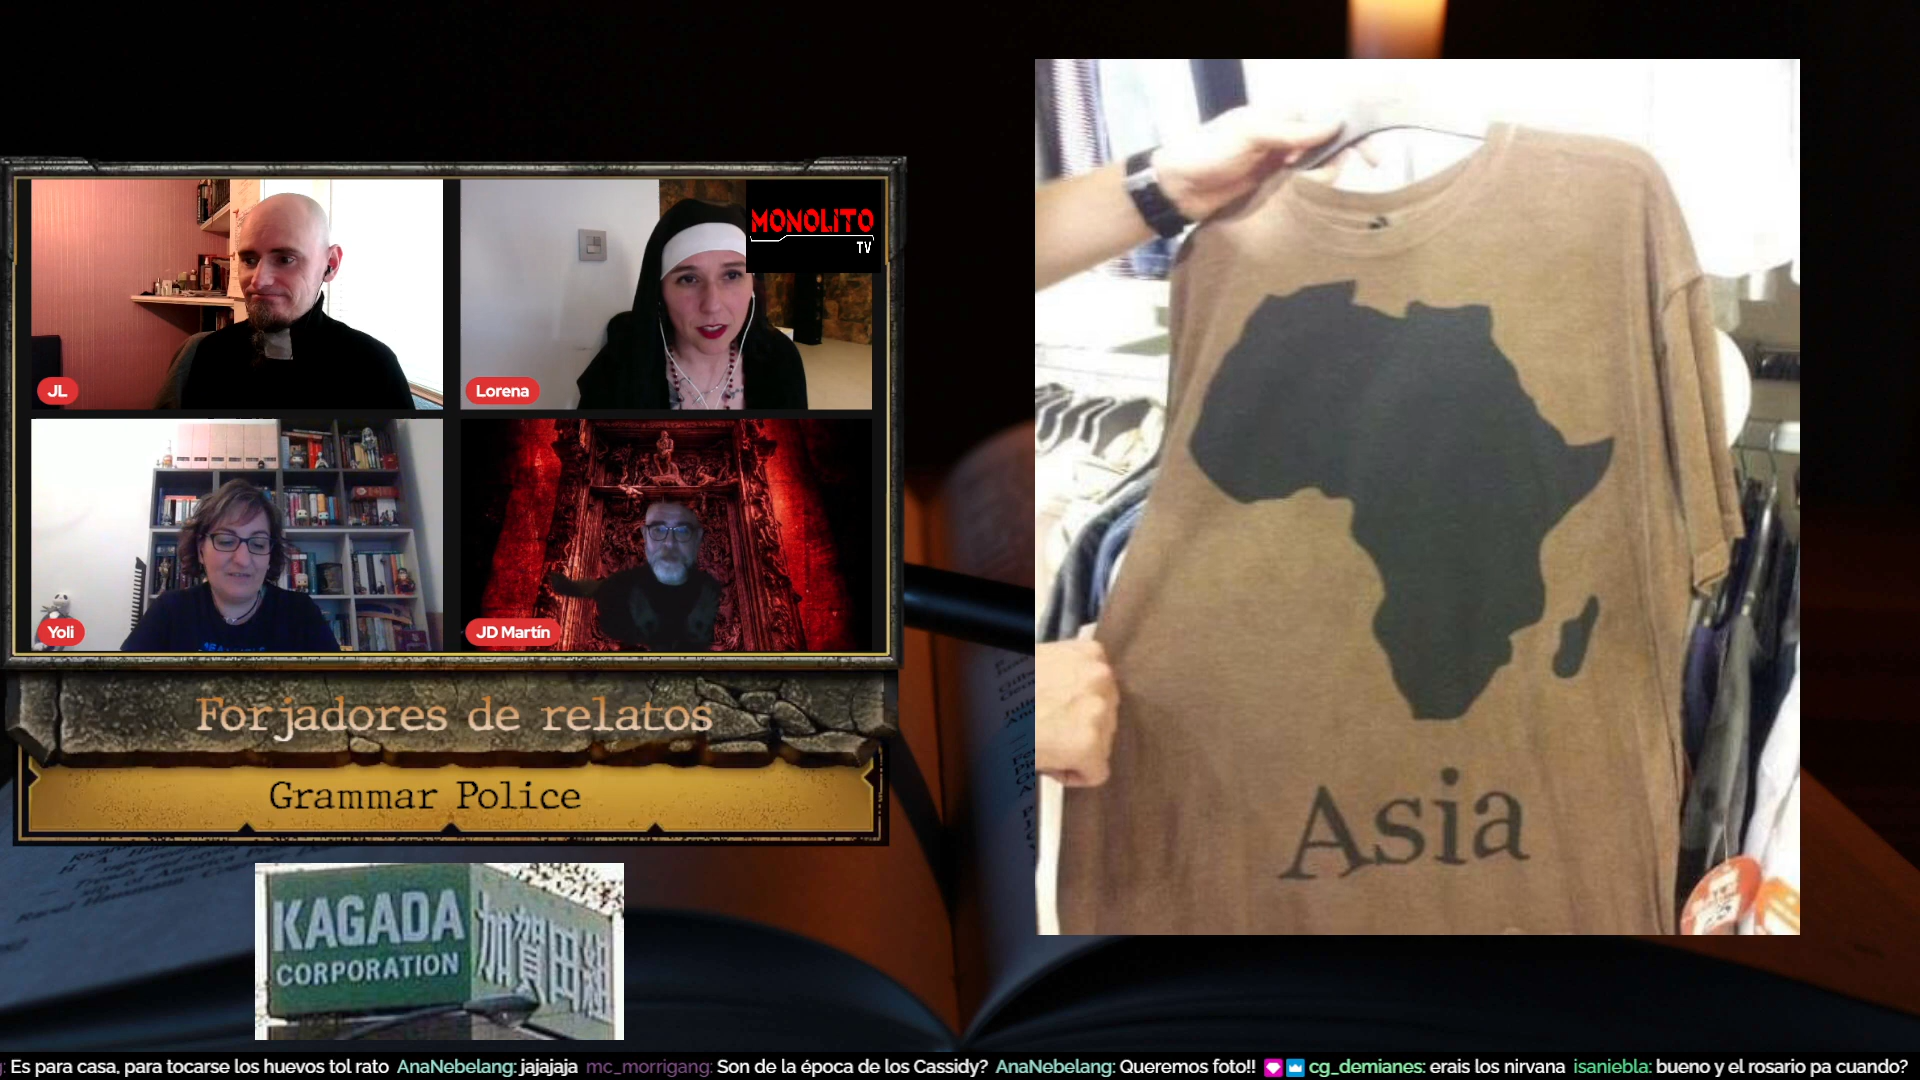 MONOLITO
TV
JL
Lorena
Yoli
JD Martín
Forjadores de relatos
Grammar Police
KAGADA
CORPORATION
加賀田組
Asia
Es para casa, para tocarse los huevos tol rato AnaNebelang: jajajaja mc_morrigang: Son de la época de los Cassidy? AnaNebelang: Queremos foto!! cg_demianes: erais los nirvana isaniebla: bueno y el rosario pa cuando?